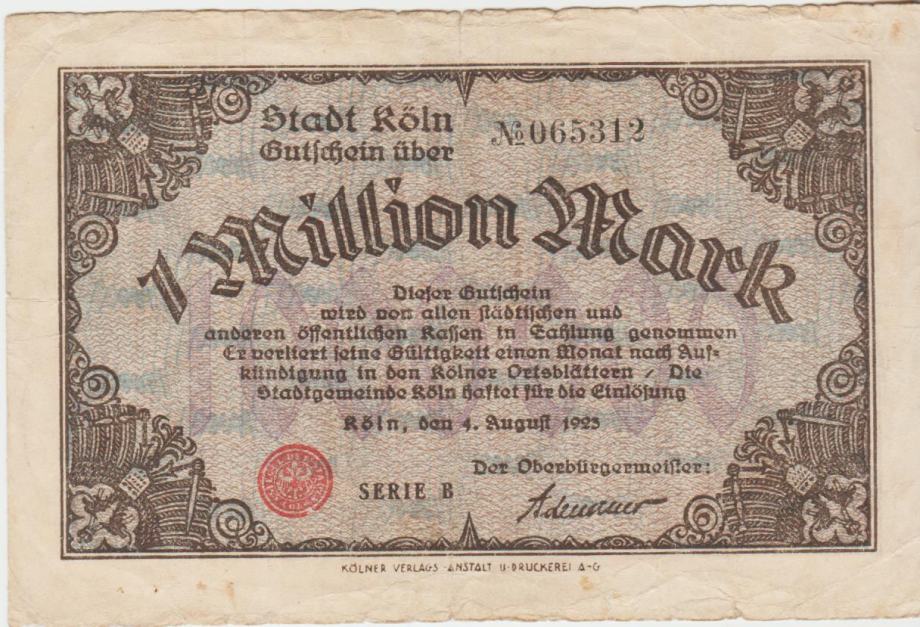 Stadt Köln
Gutschein über
№ 065312
1 Million Mark
Dieser Gutschein
wird von allen städtischen und
anderen öffentlichen Kassen in Zahlung genommen
Er verliert seine Gültigkeit einen Monat nach Auf⸗
kündigung in den Kölner Ortsblättern / Die
Stadtgemeinde Köln haftet für die Einlösung
Köln, den 4. August 1923
Der Oberbürgermeister:
SERIE B
Adenauer
KÖLNER VERLAGS-ANSTALT U·DRUCKEREI A-G